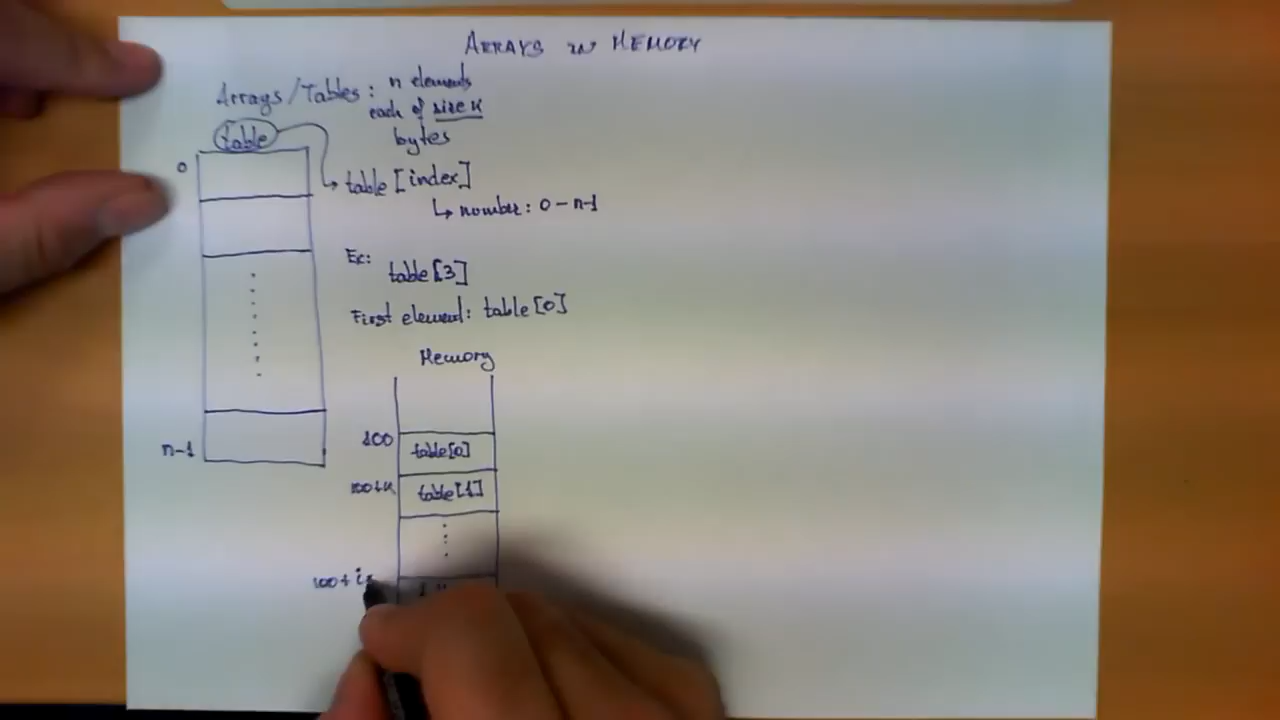 ARRAYS IN MEMORY
Arrays/Tables: n elements
each of size k
bytes
table
0
table [index]
↳ number: 0 - n-1
Ex:
table[3]
First element: table[0]
Memory
100
table[0]
n-1
100+k
table[1]
100+i